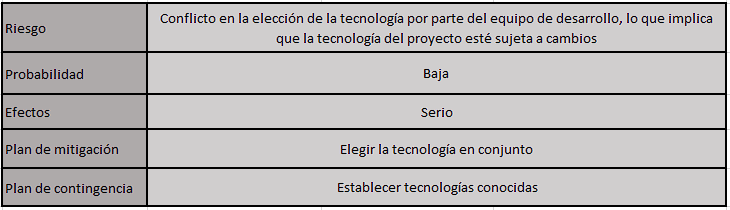 Riesgo
Conflicto en la elección de la tecnología por parte del equipo de desarrollo, lo que implica
que la tecnología del proyecto esté sujeta a cambios
Probabilidad
Baja
Efectos
Serio
Plan de mitigación
Elegir la tecnología en conjunto
Plan de contingencia
Establecer tecnologías conocidas